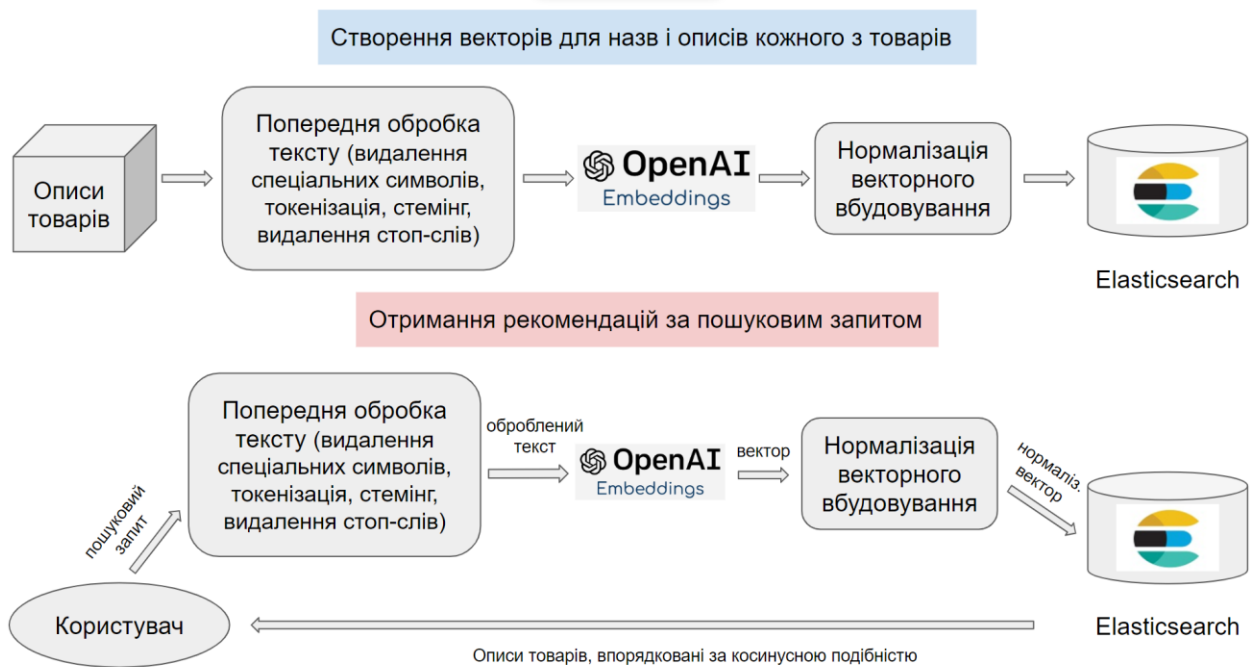 Створення векторів для назв і описів кожного з товарів
Описи
товарів
Попередня обробка
тексту (видалення
спеціальних символів,
токенізація, стемінг,
видалення стоп-слів)
OpenAI
Embeddings
Нормалізація
векторного
вбудовування
Elasticsearch
Отримання рекомендацій за пошуковим запитом
Користувач
пошуковий
запит
Попередня обробка
тексту (видалення
спеціальних символів,
токенізація, стемінг,
видалення стоп-слів)
оброблений
текст
OpenAI
Embeddings
вектор
Нормалізація
векторного
вбудовування
нормаліз.
вектор
Elasticsearch
Описи товарів, впорядковані за косинусною подібністю